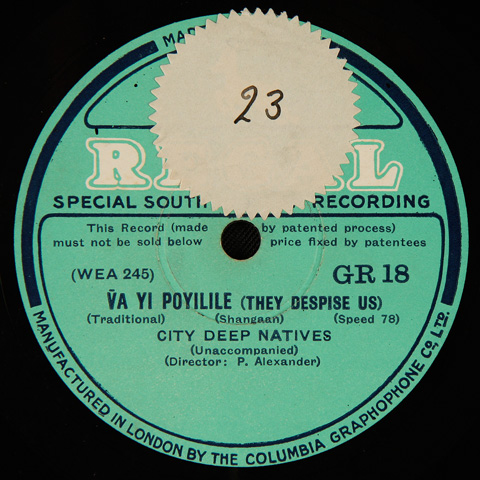 23
SPECIAL SOUTH RECORDING
This Record (made by patented process)
must not be sold below price fixed by patentees
(WEA 245) GR 18
V̄A YI POYILILE (THEY DESPISE US)
(Traditional) (Shangaan) (Speed 78)
CITY DEEP NATIVES
(Unaccompanied)
(Director: P. Alexander)
MANUFACTURED IN LONDON BY THE COLUMBIA GRAPHOPHONE Co., LTD.